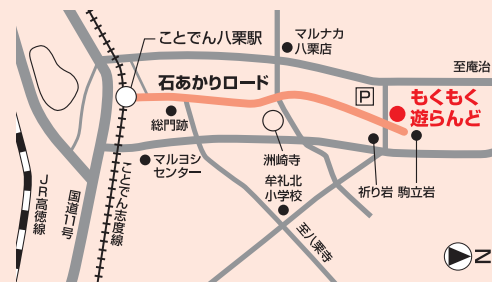 ことでん八栗駅
マルナカ
八栗店
至庵治
石あかりロード
P
もくもく
遊らんど
総門跡
マルヨシ
センター
洲崎寺
牟礼北
小学校
祈り岩
駒立岩
ことでん志度線
国道11号
JR高徳線
至八栗寺
N